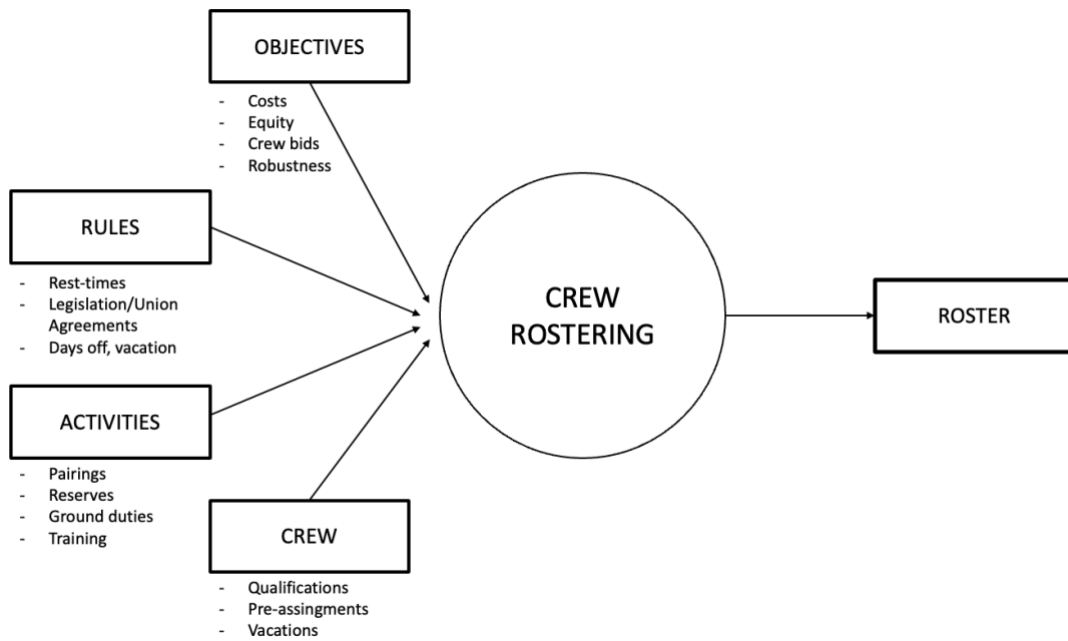 OBJECTIVES
- Costs
- Equity
- Crew bids
- Robustness
RULES
- Rest-times
- Legislation/Union
Agreements
- Days off, vacation
ACTIVITIES
- Pairings
- Reserves
- Ground duties
- Training
CREW
- Qualifications
- Pre-assingments
- Vacations
CREW
ROSTERING
ROSTER